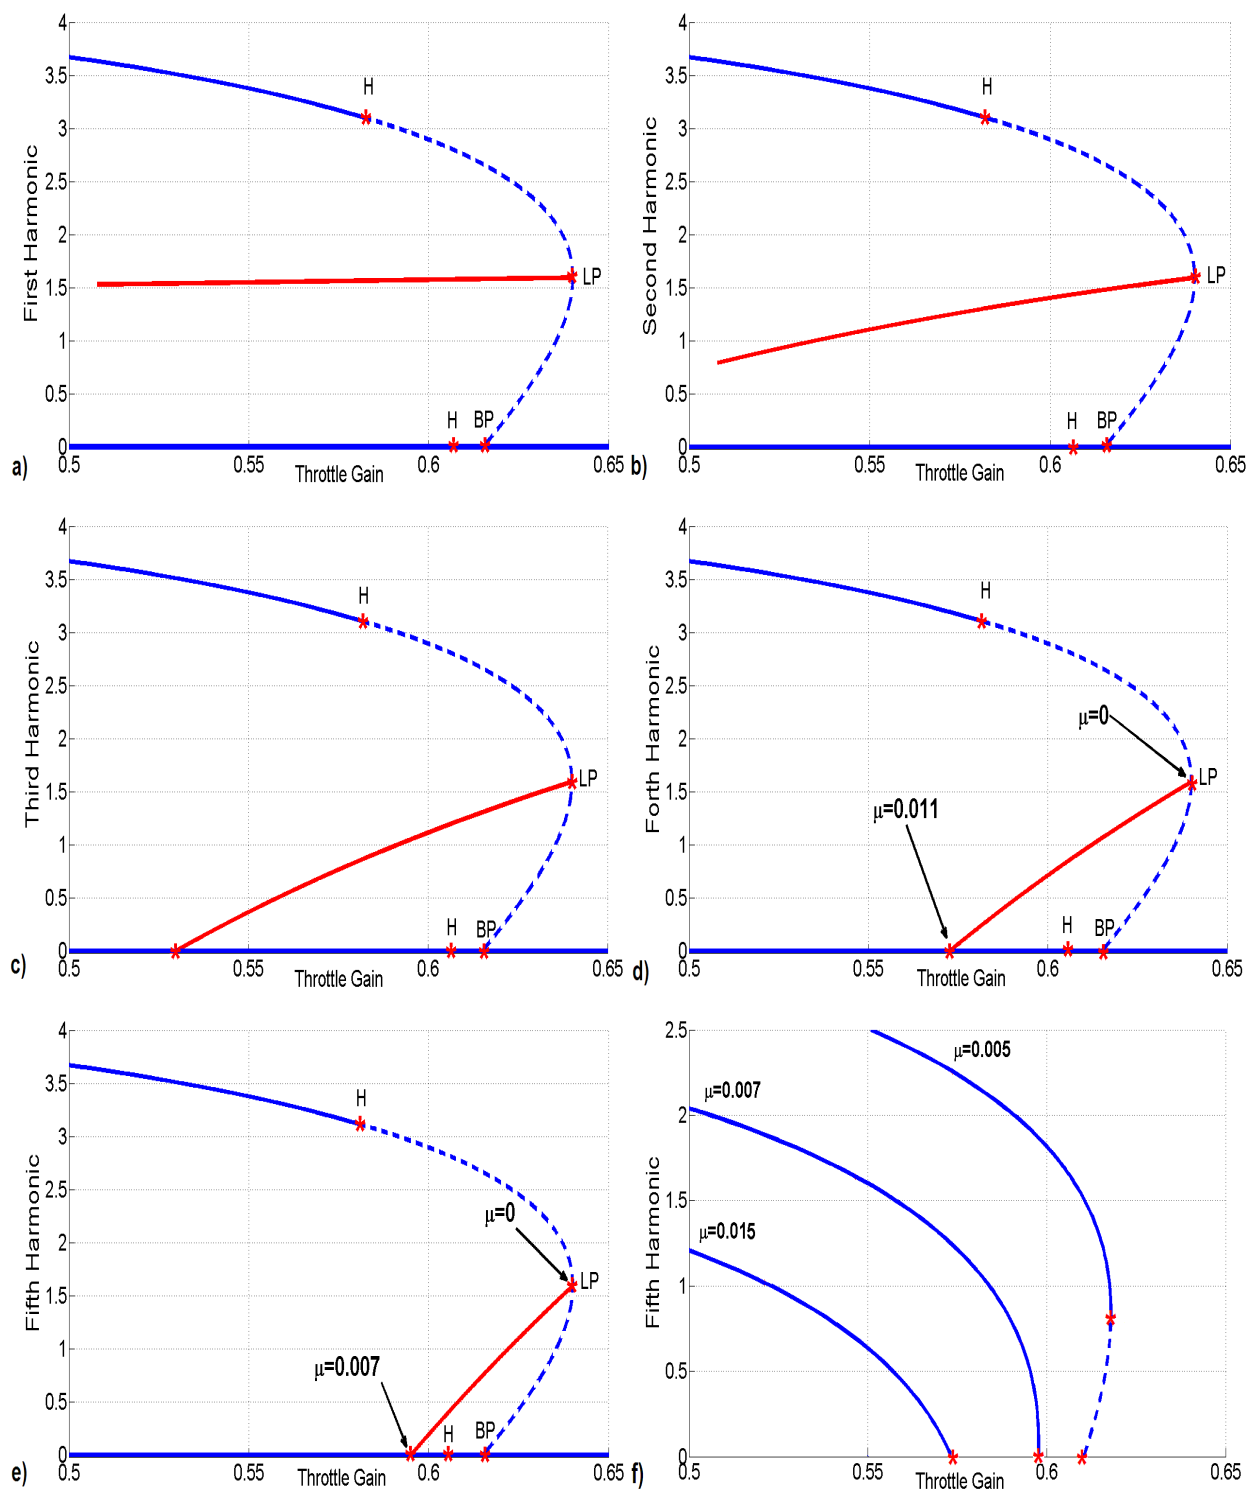 4
3.5
3
2.5
2
1.5
1
0.5
0
First Harmonic
H
LP
H BP
0.5 0.55 0.6 0.65
Throttle Gain
a)
4
3.5
3
2.5
2
1.5
1
0.5
0
Second Harmonic
H
LP
H BP
0.5 0.55 0.6 0.65
Throttle Gain
b)
4
3.5
3
2.5
2
1.5
1
0.5
0
Third Harmonic
H
LP
H BP
0.5 0.55 0.6 0.65
Throttle Gain
c)
4
3.5
3
2.5
2
1.5
1
0.5
0
Forth Harmonic
H
μ=0
LP
μ=0.011
H BP
0.5 0.55 0.6 0.65
Throttle Gain
d)
4
3.5
3
2.5
2
1.5
1
0.5
0
Fifth Harmonic
H
μ=0
LP
μ=0.007
H BP
0.5 0.55 0.6 0.65
Throttle Gain
e)
2.5
2
1.5
1
0.5
0
Fifth Harmonic
μ=0.005
μ=0.007
μ=0.015
0.5 0.55 0.6 0.65
Throttle Gain
f)